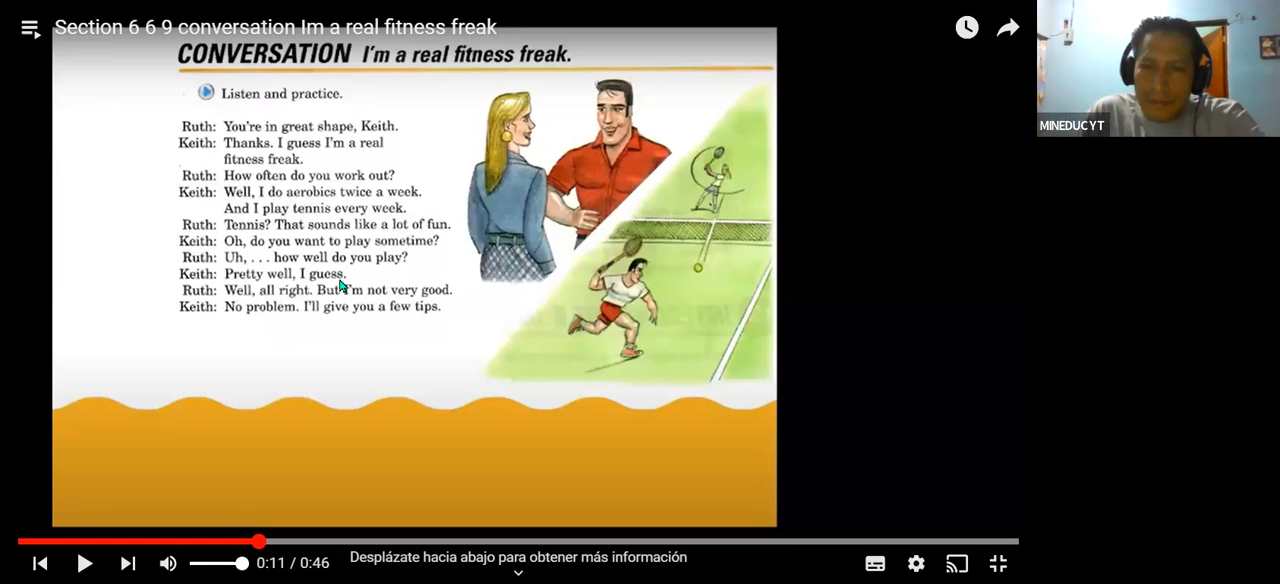 Section 6 6 9 conversation Im a real fitness freak
CONVERSATION I'm a real fitness freak.
Listen and practice.
Ruth: You're in great shape, Keith.
Keith: Thanks. I guess I'm a real
fitness freak.
Ruth: How often do you work out?
Keith: Well, I do aerobics twice a week.
And I play tennis every week.
Ruth: Tennis? That sounds like a lot of fun.
Keith: Oh, do you want to play sometime?
Ruth: Uh, . . . how well do you play?
Keith: Pretty well, I guess.
Ruth: Well, all right. But I'm not very good.
Keith: No problem. I'll give you a few tips.
MINEDUCYT
0:11 / 0:46
Desplázate hacia abajo para obtener más información